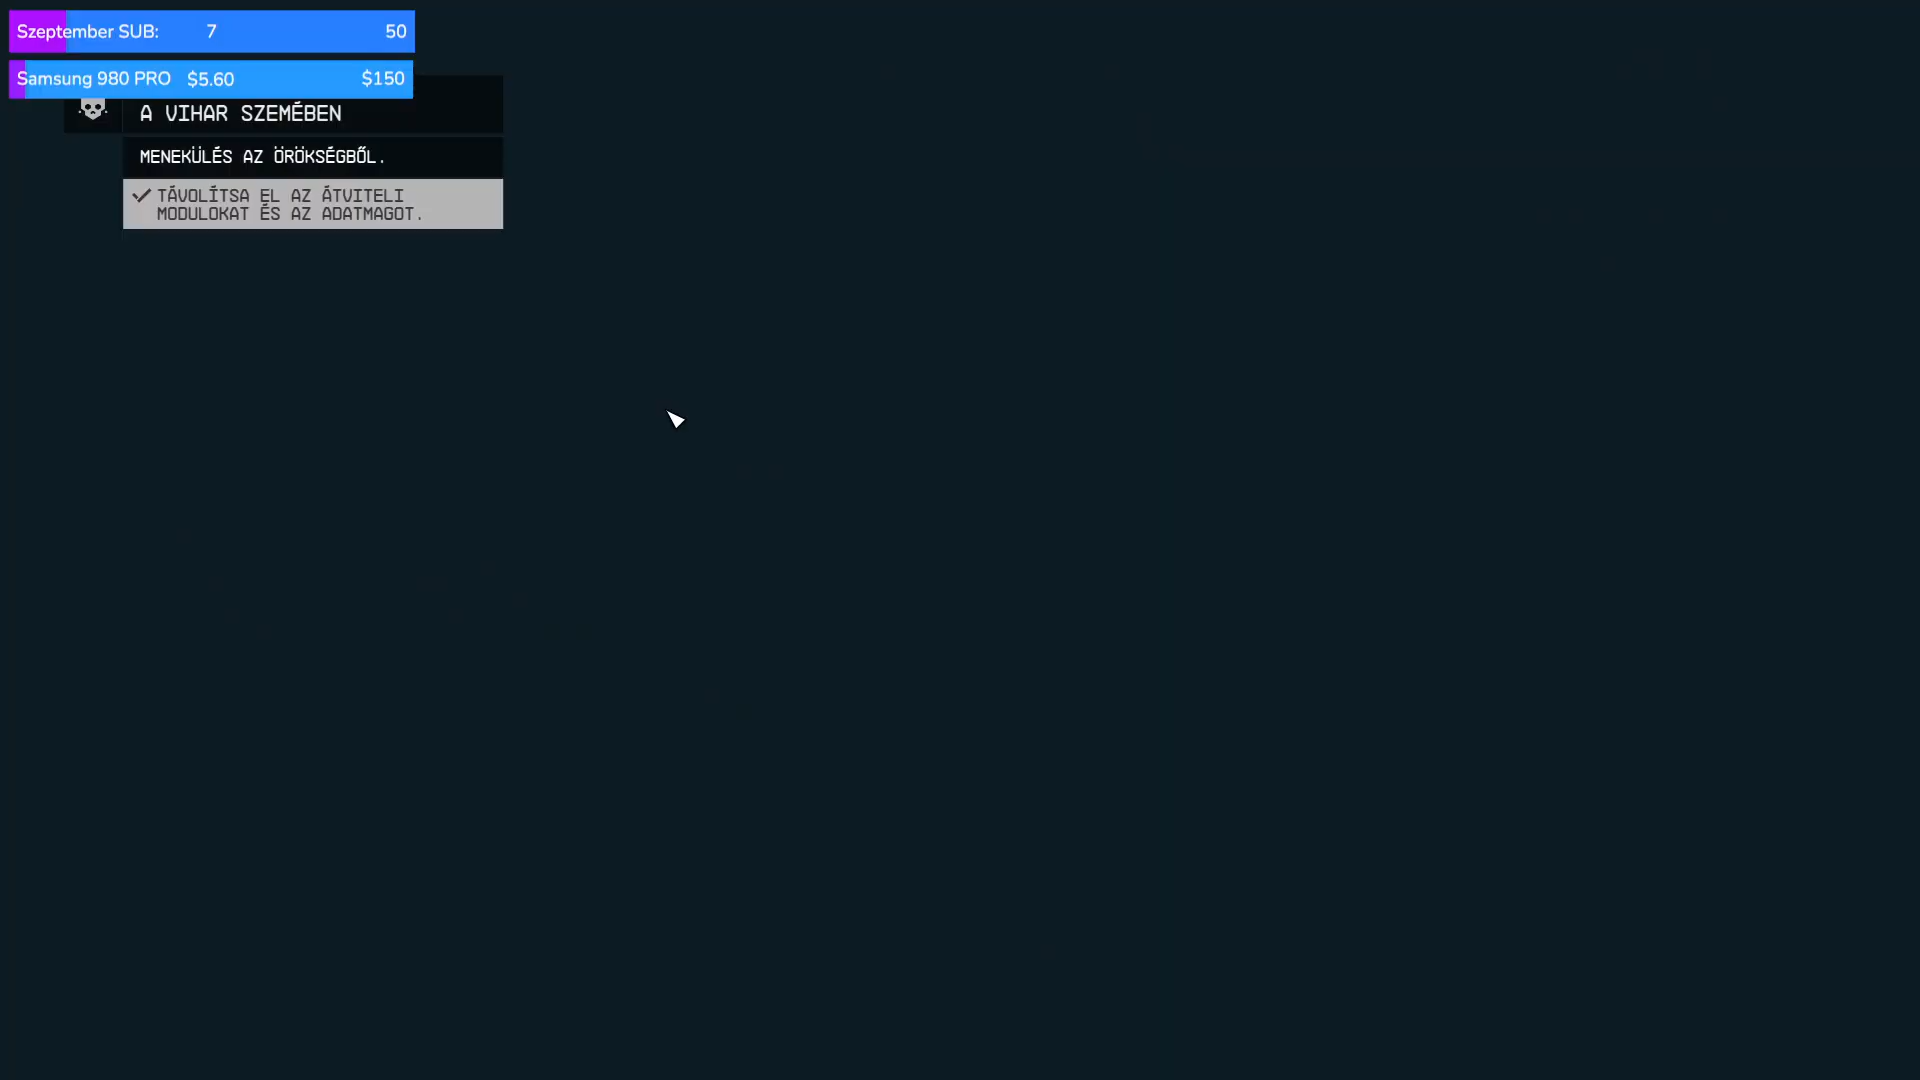 Szeptember SUB: 7 50
Samsung 980 PRO $5.60 $150
A VIHAR SZEMÉBEN
MENEKÜLÉS AZ ÖRÖKSÉGBŐL.
TÁVOLÍTSA EL AZ ÁTVITELI
MODULOKAT ÉS AZ ADATMAGOT.